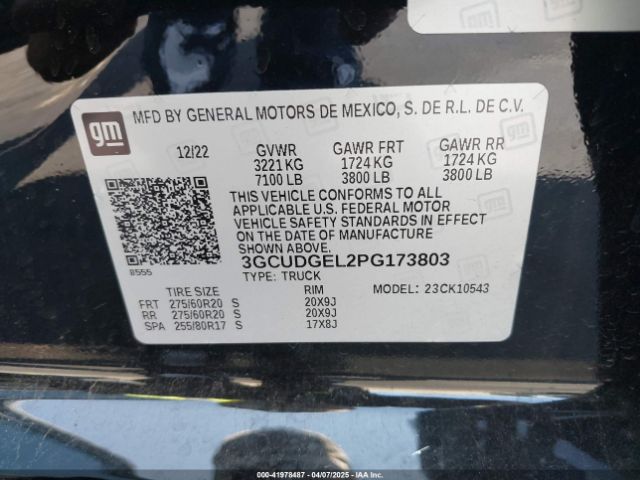 gm
gm
MFD BY GENERAL MOTORS DE MEXICO, S. DE R.L. DE C.V.
12/22 GVWR GAWR FRT GAWR RR
3221 KG 1724 KG 1724 KG
7100 LB 3800 LB 3800 LB
THIS VEHICLE CONFORMS TO ALL
APPLICABLE U.S. FEDERAL MOTOR
VEHICLE SAFETY STANDARDS IN EFFECT
ON THE DATE OF MANUFACTURE
SHOWN ABOVE.
8555
3GCUDGEL2PG173803
TYPE: TRUCK MODEL: 23CK10543
TIRE SIZE RIM
FRT 275/60R20 S 20X9J
RR 275/60R20 S 20X9J
SPA 255/80R17 S 17X8J
000-41978487 04/07/2025 IAA, Inc.